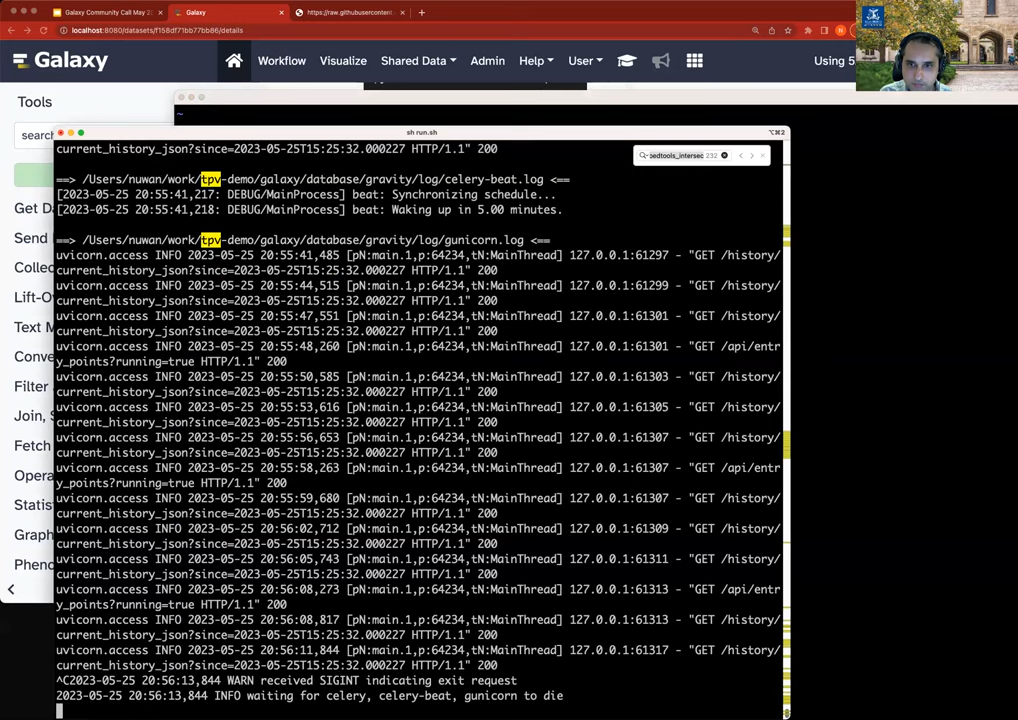 Galaxy Community Call May 2
Galaxy
https://raw.githubusercontent
localhost:8080/datasets/f158df71bb77bb86/details
Galaxy
Workflow
Visualize
Shared Data
Admin
Help
User
Using 5
Tools
search
Get Da
Send
Collec
Lift-Ov
Text M
Conve
Filter a
Join, S
Fetch
Opera
Statis
Graph
Pheno
~
sh run.sh
⌥⌘2
bedtools_intersec 232
current_history_json?since=2023-05-25T15:25:32.000227 HTTP/1.1" 200
==> /Users/nuwan/work/tpv-demo/galaxy/database/gravity/log/celery-beat.log <==
[2023-05-25 20:55:41,217: DEBUG/MainProcess] beat: Synchronizing schedule...
[2023-05-25 20:55:41,218: DEBUG/MainProcess] beat: Waking up in 5.00 minutes.
==> /Users/nuwan/work/tpv-demo/galaxy/database/gravity/log/gunicorn.log <==
uvicorn.access INFO 2023-05-25 20:55:41,485 [pN:main.1,p:64234,tN:MainThread] 127.0.0.1:61297 - "GET /history/
current_history_json?since=2023-05-25T15:25:32.000227 HTTP/1.1" 200
uvicorn.access INFO 2023-05-25 20:55:44,515 [pN:main.1,p:64234,tN:MainThread] 127.0.0.1:61299 - "GET /history/
current_history_json?since=2023-05-25T15:25:32.000227 HTTP/1.1" 200
uvicorn.access INFO 2023-05-25 20:55:47,551 [pN:main.1,p:64234,tN:MainThread] 127.0.0.1:61301 - "GET /history/
current_history_json?since=2023-05-25T15:25:32.000227 HTTP/1.1" 200
uvicorn.access INFO 2023-05-25 20:55:48,260 [pN:main.1,p:64234,tN:MainThread] 127.0.0.1:61301 - "GET /api/entr
y_points?running=true HTTP/1.1" 200
uvicorn.access INFO 2023-05-25 20:55:50,585 [pN:main.1,p:64234,tN:MainThread] 127.0.0.1:61303 - "GET /history/
current_history_json?since=2023-05-25T15:25:32.000227 HTTP/1.1" 200
uvicorn.access INFO 2023-05-25 20:55:53,616 [pN:main.1,p:64234,tN:MainThread] 127.0.0.1:61305 - "GET /history/
current_history_json?since=2023-05-25T15:25:32.000227 HTTP/1.1" 200
uvicorn.access INFO 2023-05-25 20:55:56,653 [pN:main.1,p:64234,tN:MainThread] 127.0.0.1:61307 - "GET /history/
current_history_json?since=2023-05-25T15:25:32.000227 HTTP/1.1" 200
uvicorn.access INFO 2023-05-25 20:55:58,263 [pN:main.1,p:64234,tN:MainThread] 127.0.0.1:61307 - "GET /api/entr
y_points?running=true HTTP/1.1" 200
uvicorn.access INFO 2023-05-25 20:55:59,680 [pN:main.1,p:64234,tN:MainThread] 127.0.0.1:61307 - "GET /history/
current_history_json?since=2023-05-25T15:25:32.000227 HTTP/1.1" 200
uvicorn.access INFO 2023-05-25 20:56:02,712 [pN:main.1,p:64234,tN:MainThread] 127.0.0.1:61309 - "GET /history/
current_history_json?since=2023-05-25T15:25:32.000227 HTTP/1.1" 200
uvicorn.access INFO 2023-05-25 20:56:05,743 [pN:main.1,p:64234,tN:MainThread] 127.0.0.1:61311 - "GET /history/
current_history_json?since=2023-05-25T15:25:32.000227 HTTP/1.1" 200
uvicorn.access INFO 2023-05-25 20:56:08,273 [pN:main.1,p:64234,tN:MainThread] 127.0.0.1:61313 - "GET /api/entr
y_points?running=true HTTP/1.1" 200
uvicorn.access INFO 2023-05-25 20:56:08,817 [pN:main.1,p:64234,tN:MainThread] 127.0.0.1:61313 - "GET /history/
current_history_json?since=2023-05-25T15:25:32.000227 HTTP/1.1" 200
uvicorn.access INFO 2023-05-25 20:56:11,844 [pN:main.1,p:64234,tN:MainThread] 127.0.0.1:61317 - "GET /history/
current_history_json?since=2023-05-25T15:25:32.000227 HTTP/1.1" 200
^C2023-05-25 20:56:13,844 WARN received SIGINT indicating exit request
2023-05-25 20:56:13,844 INFO waiting for celery, celery-beat, gunicorn to die